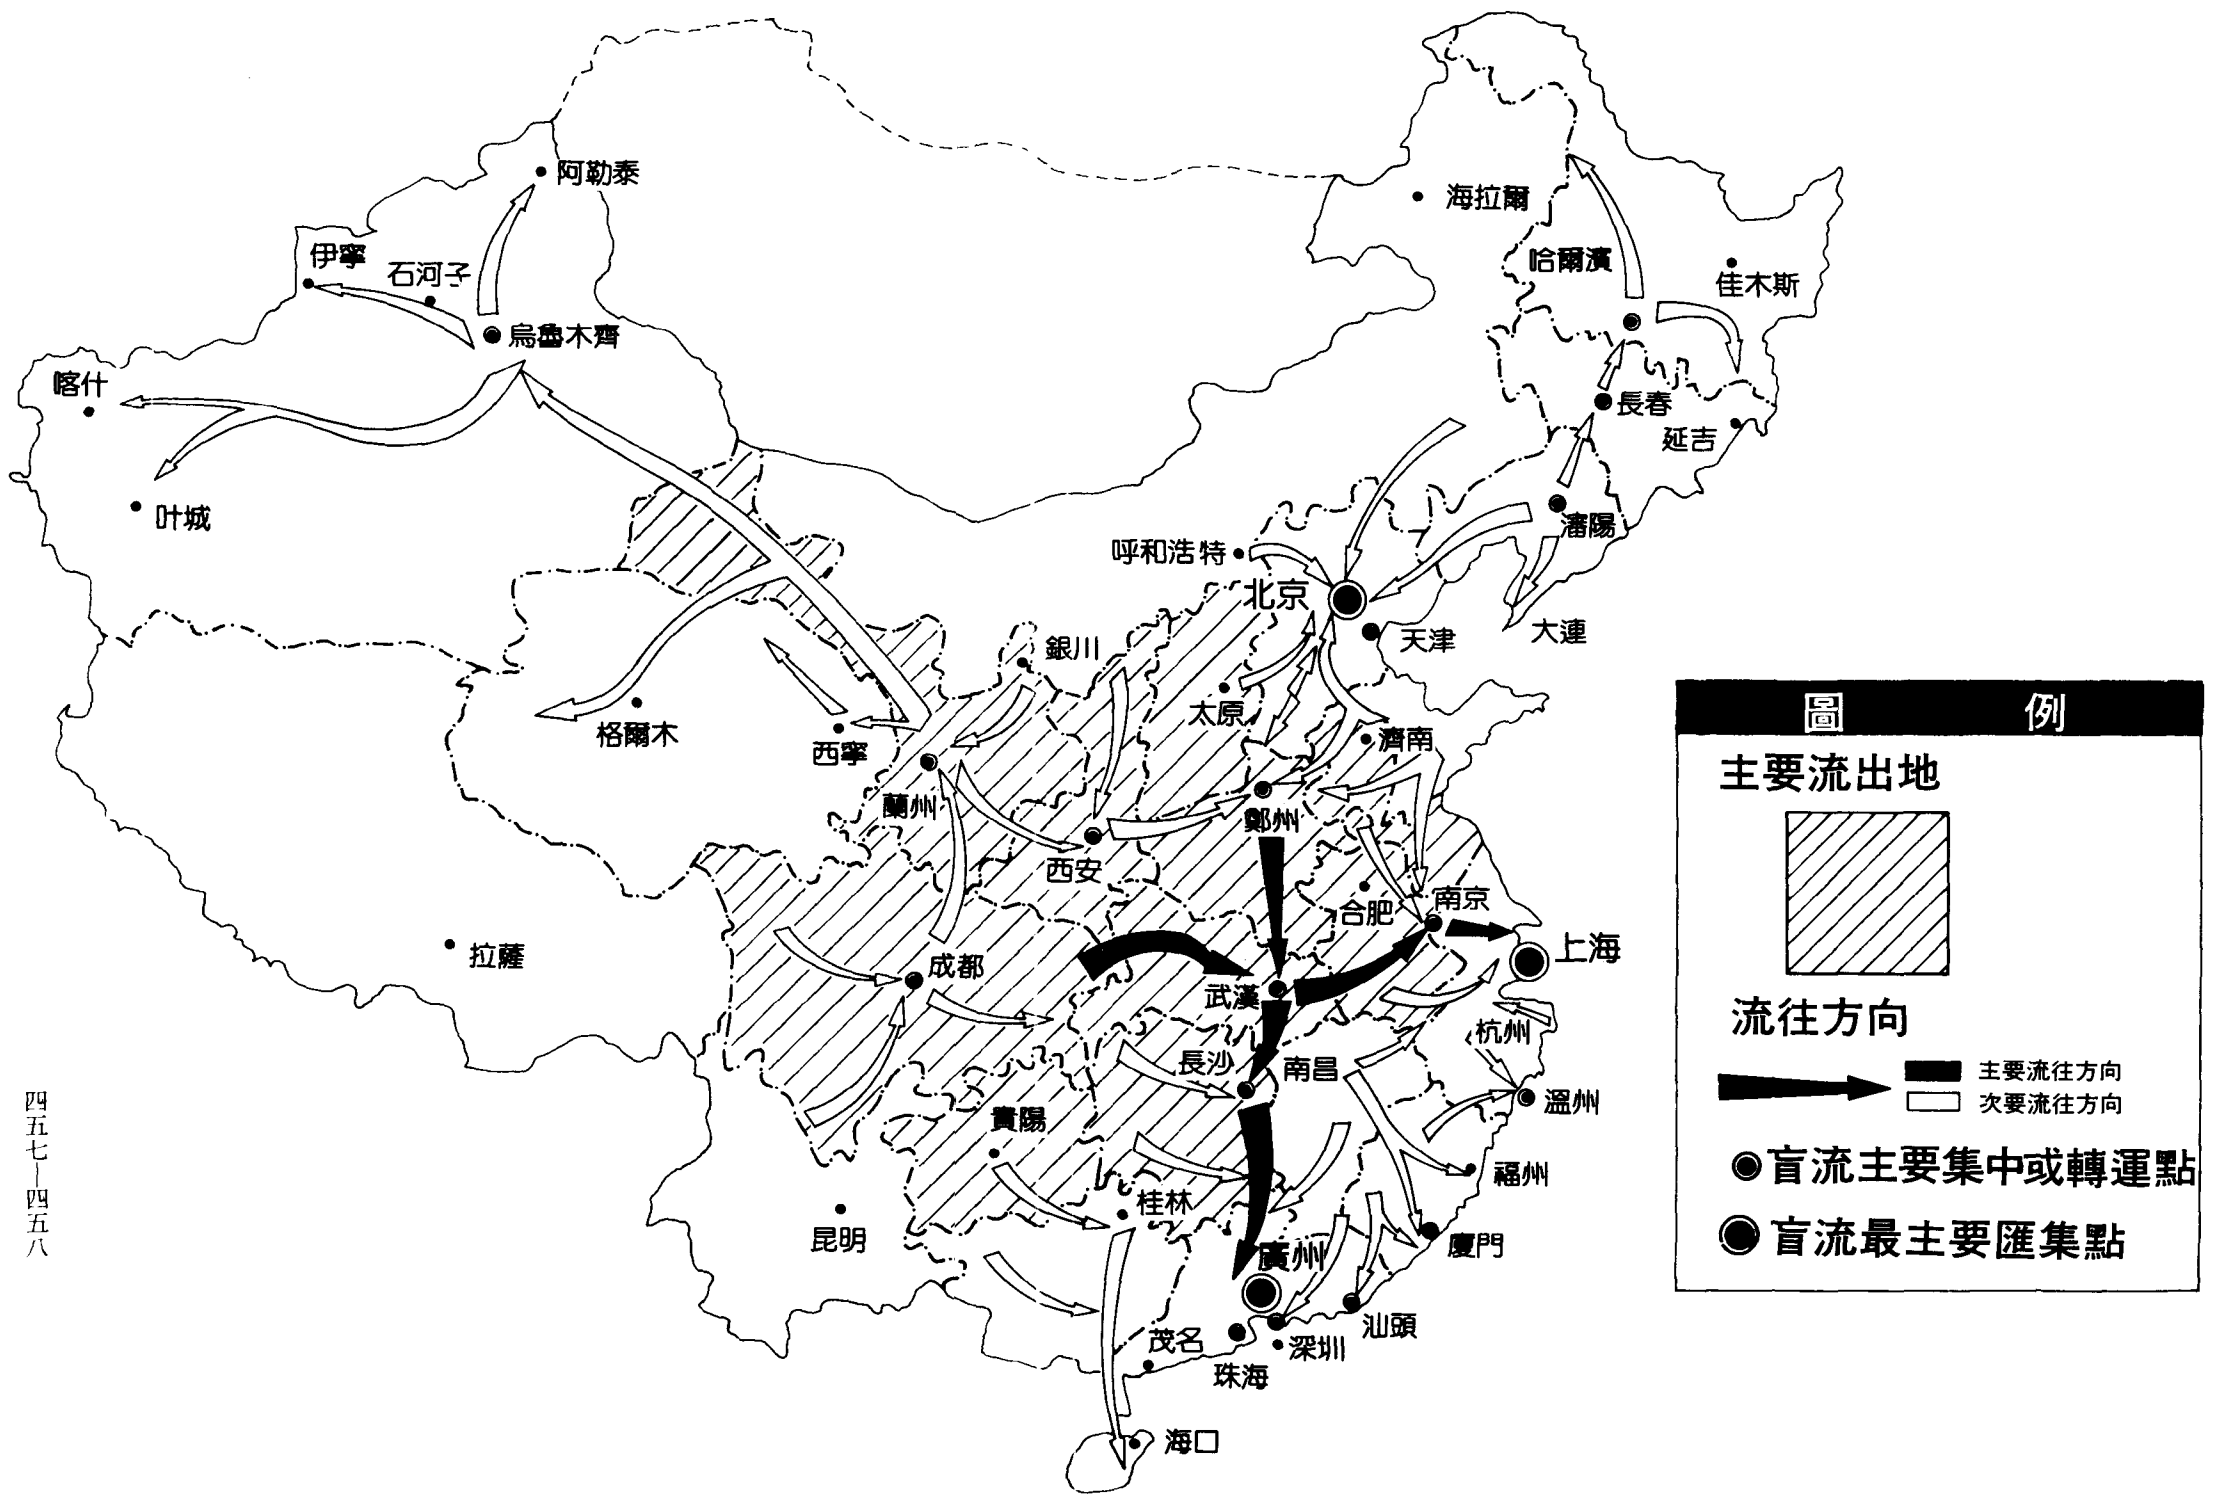 阿勒泰
海拉爾
伊寧
石河子
哈爾濱
佳木斯
烏魯木齊
喀什
長春
延吉
叶城
瀋陽
呼和浩特
北京
天津
大連
銀川
太原
格爾木
西寧
濟南
蘭州
鄭州
西安
合肥
南京
上海
拉薩
成都
武漢
杭州
長沙
南昌
溫州
貴陽
福州
桂林
昆明
廈門
廣州
汕頭
茂名
深圳
珠海
海口
圖例
主要流出地
流往方向
主要流往方向
次要流往方向
盲流主要集中或轉運點
盲流最主要匯集點
四五七—四五八